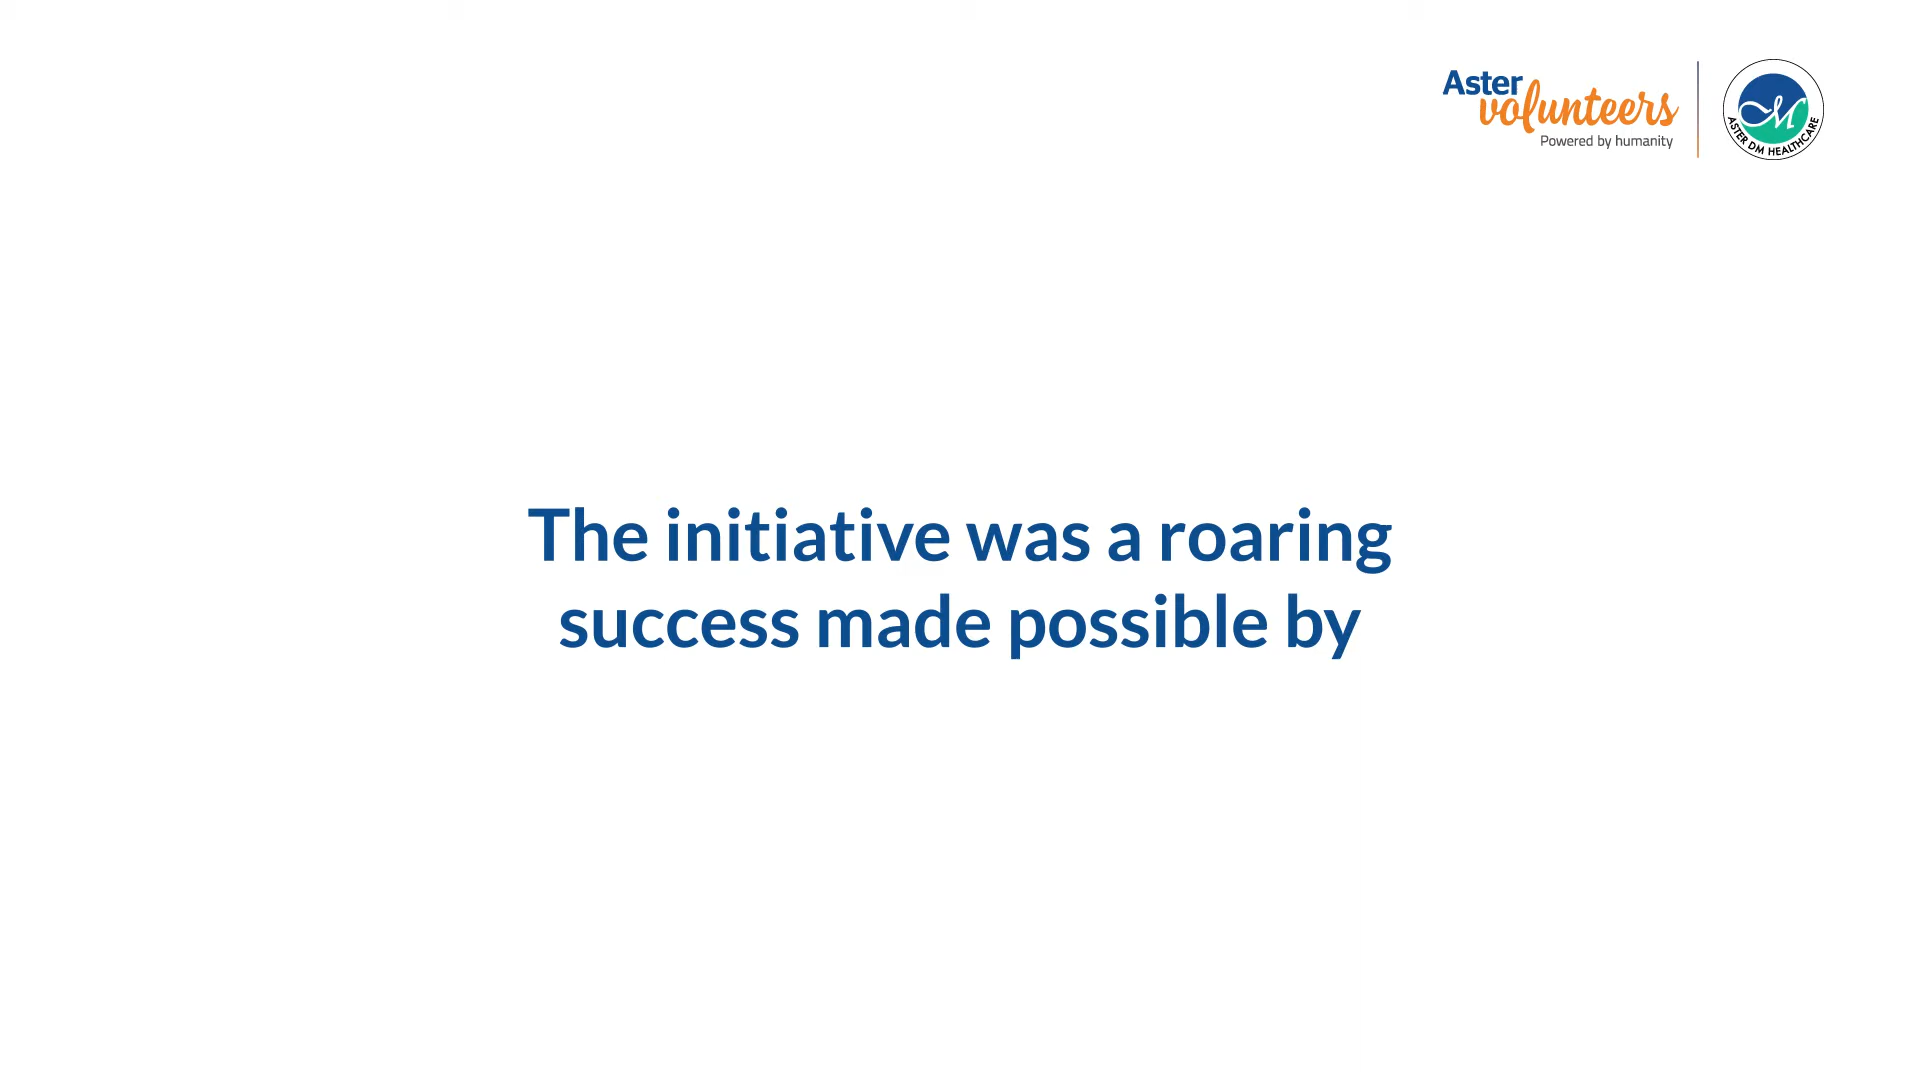 Aster
volunteers
Powered by humanity
ASTER DM HEALTHCARE
The initiative was a roaring
success made possible by